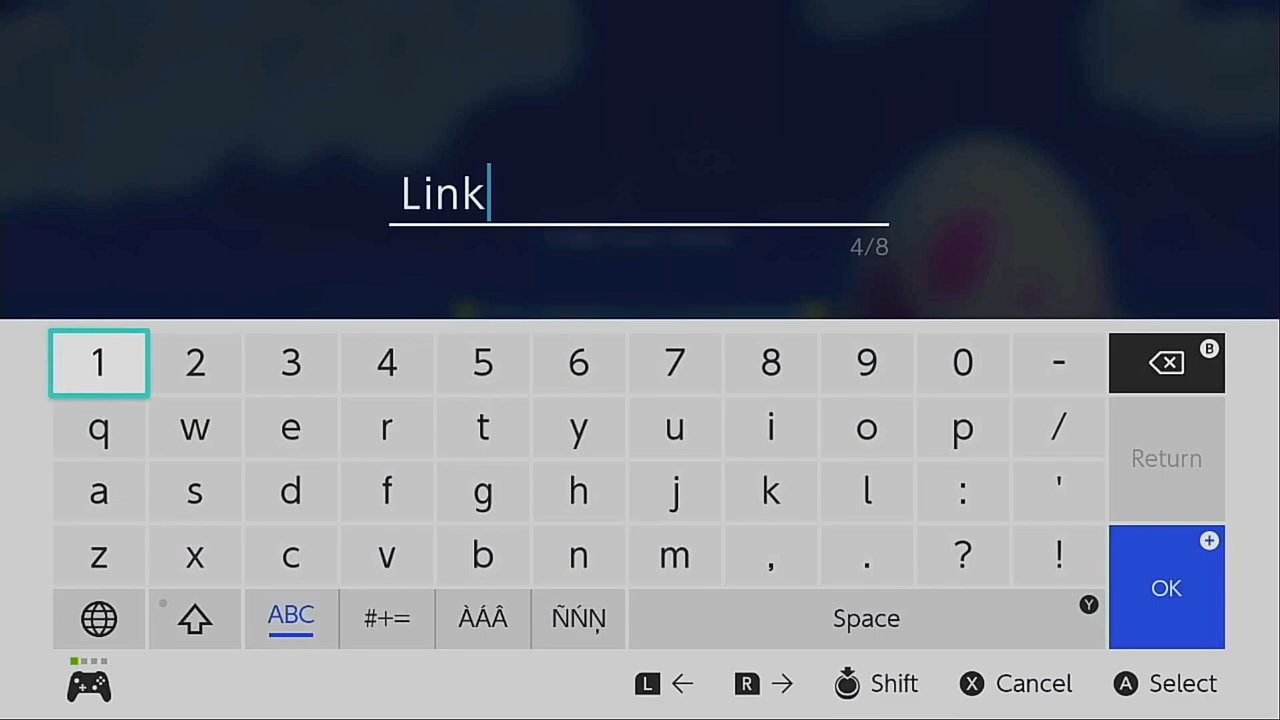 Link
4/8
1 2 3 4 5 6 7 8 9 0 - B
q w e r t y u i o p /
Return
a s d f g h j k l : '
z x c v b n m , . ? ! +
OK
ABC #+= ÀÁÂ ÑŃŅ Space Y
L ← R → Shift X Cancel A Select